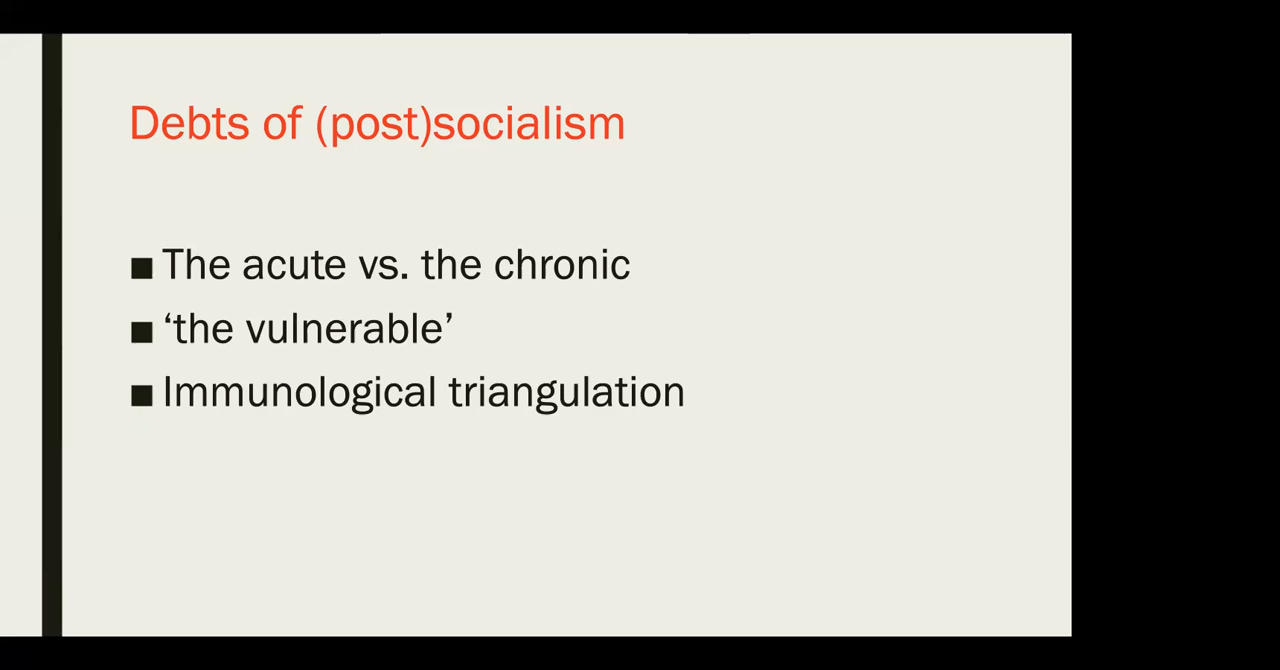 Debts of (post)socialism
■ The acute vs. the chronic
■ ‘the vulnerable’
■ Immunological triangulation